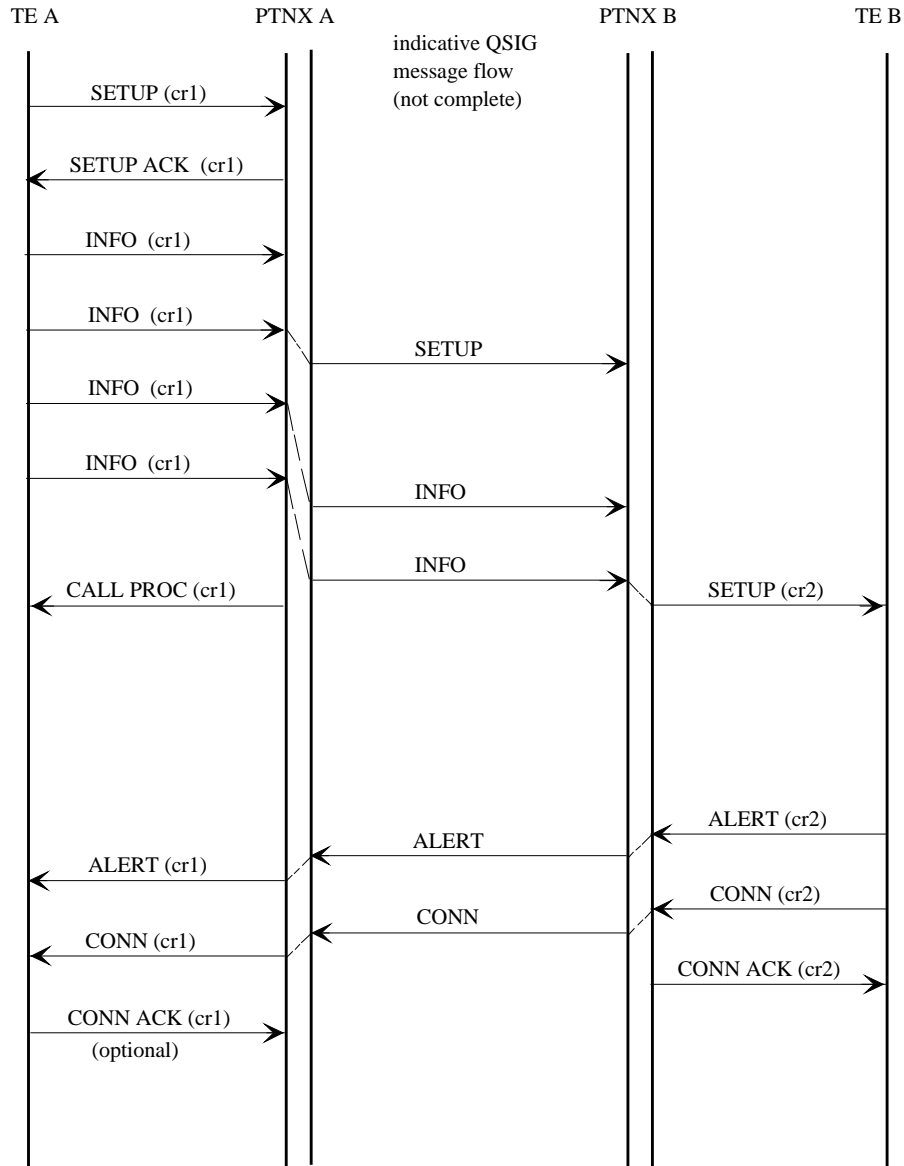 TE A PTNX A PTNX B TE B
indicative QSIG
message flow
(not complete)
SETUP (cr1)
SETUP ACK (cr1)
INFO (cr1)
INFO (cr1)
SETUP
INFO (cr1)
INFO (cr1)
INFO
INFO
CALL PROC (cr1)
SETUP (cr2)
ALERT (cr2)
ALERT
ALERT (cr1)
CONN (cr2)
CONN
CONN (cr1)
CONN ACK (cr2)
CONN ACK (cr1)
(optional)